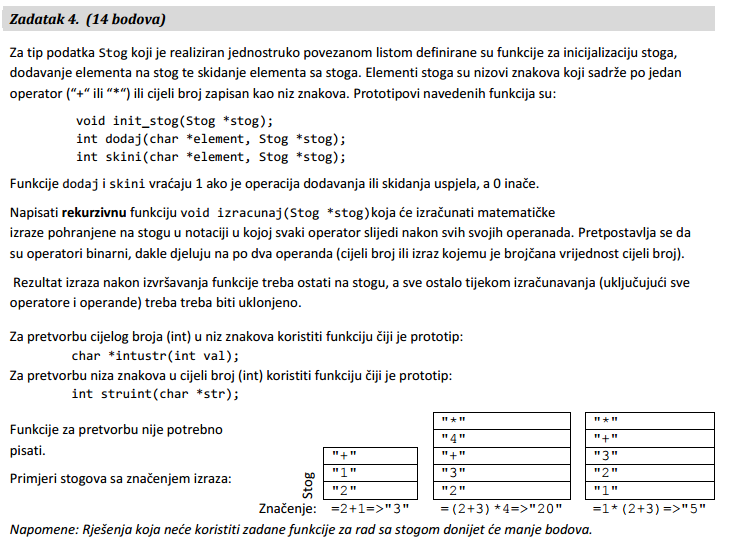 Zadatak 4. (14 bodova)
Za tip podatka Stog koji je realiziran jednostruko povezanom listom definirane su funkcije za inicijalizaciju stoga,
dodavanje elementa na stog te skidanje elementa sa stoga. Elementi stoga su nizovi znakova koji sadrže po jedan
operator (“+“ ili “*“) ili cijeli broj zapisan kao niz znakova. Prototipovi navedenih funkcija su:
void init_stog(Stog *stog);
int dodaj(char *element, Stog *stog);
int skini(char *element, Stog *stog);
Funkcije dodaj i skini vraćaju 1 ako je operacija dodavanja ili skidanja uspjela, a 0 inače.
Napisati rekurzivnu funkciju void izracunaj(Stog *stog)koja će izračunati matematičke
izraze pohranjene na stogu u notaciji u kojoj svaki operator slijedi nakon svih svojih operanada. Pretpostavlja se da
su operatori binarni, dakle djeluju na po dva operanda (cijeli broj ili izraz kojemu je brojčana vrijednost cijeli broj).
Rezultat izraza nakon izvršavanja funkcije treba ostati na stogu, a sve ostalo tijekom izračunavanja (uključujući sve
operatore i operande) treba treba biti uklonjeno.
Za pretvorbu cijelog broja (int) u niz znakova koristiti funkciju čiji je prototip:
char *intustr(int val);
Za pretvorbu niza znakova u cijeli broj (int) koristiti funkciju čiji je prototip:
int struint(char *str);
Funkcije za pretvorbu nije potrebno
pisati.
Primjeri stogova sa značenjem izraza:
Stog
"+"
"1"
"2"
"*"
"4"
"+"
"3"
"2"
"*"
"+"
"3"
"2"
"1"
Značenje: =2+1=>"3" =(2+3)*4=>"20" =1*(2+3)=>"5"
Napomene: Rješenja koja neće koristiti zadane funkcije za rad sa stogom donijet će manje bodova.